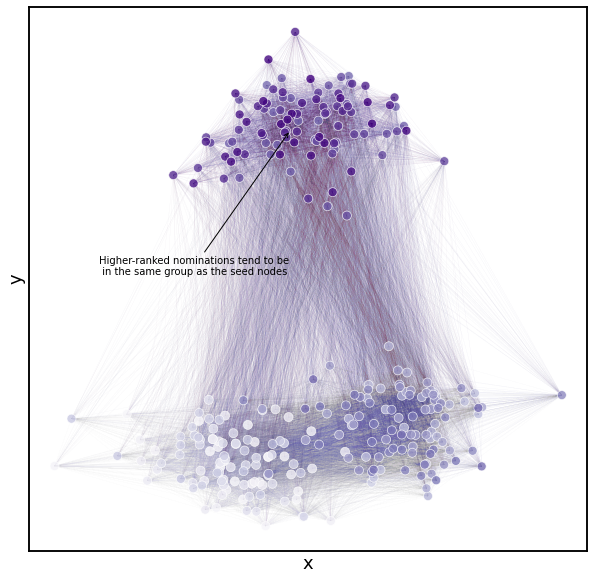 Higher-ranked nominations tend to be
in the same group as the seed nodes
y
x